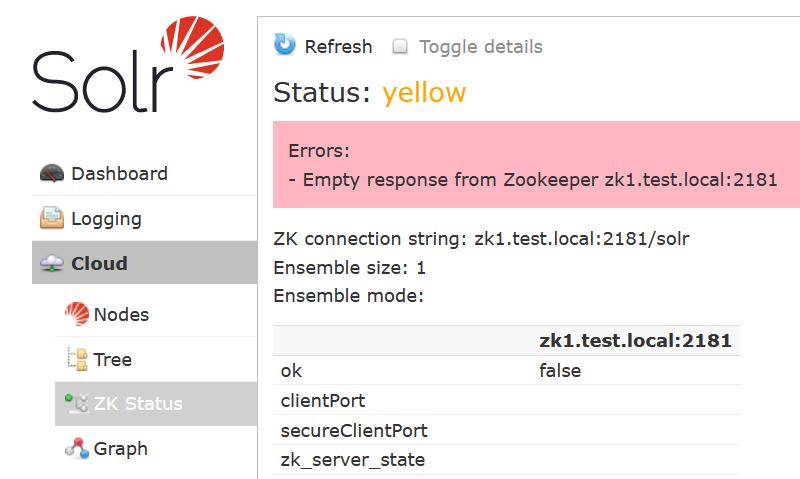 Solr
Dashboard
Logging
Cloud
Nodes
Tree
ZK Status
Graph
Refresh Toggle details
Status: yellow
Errors:
- Empty response from Zookeeper zk1.test.local:2181
ZK connection string: zk1.test.local:2181/solr
Ensemble size: 1
Ensemble mode:
zk1.test.local:2181
ok false
clientPort
secureClientPort
zk_server_state